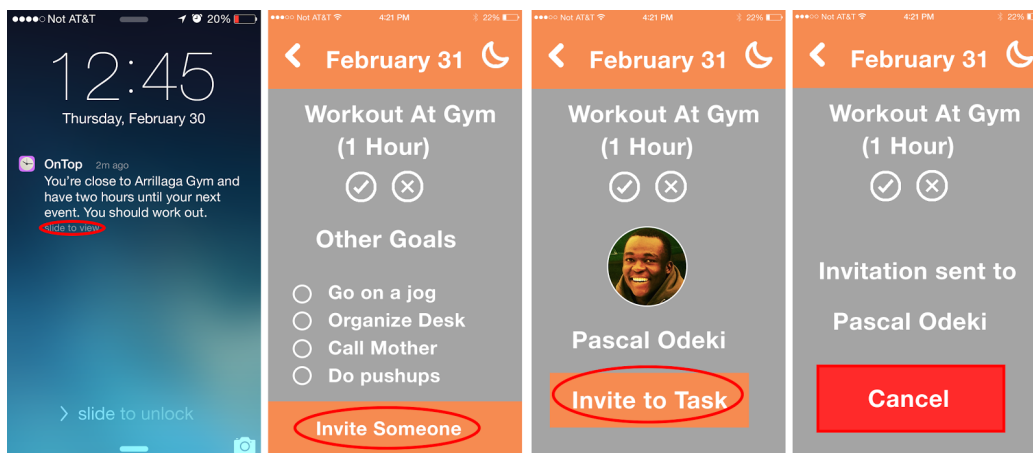 Not AT&T 20%
12:45
Thursday, February 30
OnTop 2m ago
You're close to Arrillaga Gym and
have two hours until your next
event. You should work out.
slide to view
> slide to unlock
Not AT&T 4:21 PM 22%
February 31
Workout At Gym
(1 Hour)
Other Goals
Go on a jog
Organize Desk
Call Mother
Do pushups
Invite Someone
Not AT&T 4:21 PM 22%
February 31
Workout At Gym
(1 Hour)
Pascal Odeki
Invite to Task
Not AT&T 4:21 PM 22%
February 31
Workout At Gym
(1 Hour)
Invitation sent to
Pascal Odeki
Cancel